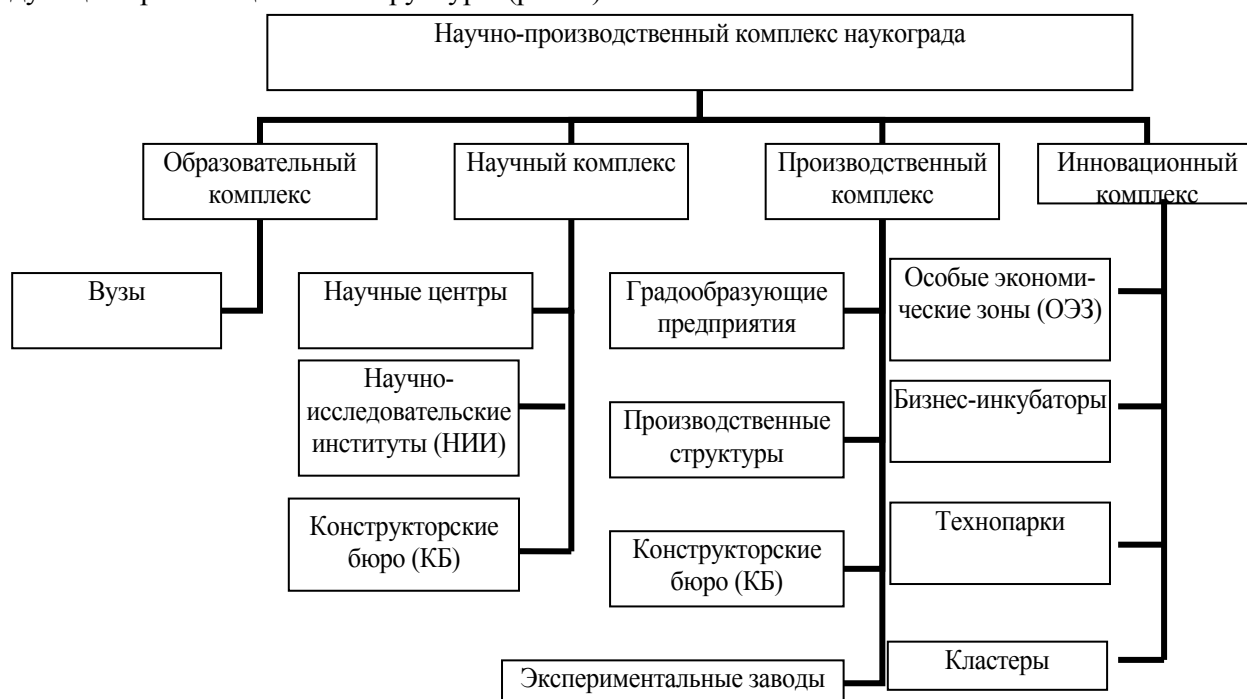 Научно-производственный комплекс наукограда
Образовательный
комплекс
Научный комплекс
Производственный
комплекс
Инновационный
комплекс
Вузы
Научные центры
Научно-
исследовательские
институты (НИИ)
Конструкторские
бюро (КБ)
Градообразующие
предприятия
Производственные
структуры
Конструкторские
бюро (КБ)
Экспериментальные заводы
Особые экономи-
ческие зоны (ОЭЗ)
Бизнес-инкубаторы
Технопарки
Кластеры